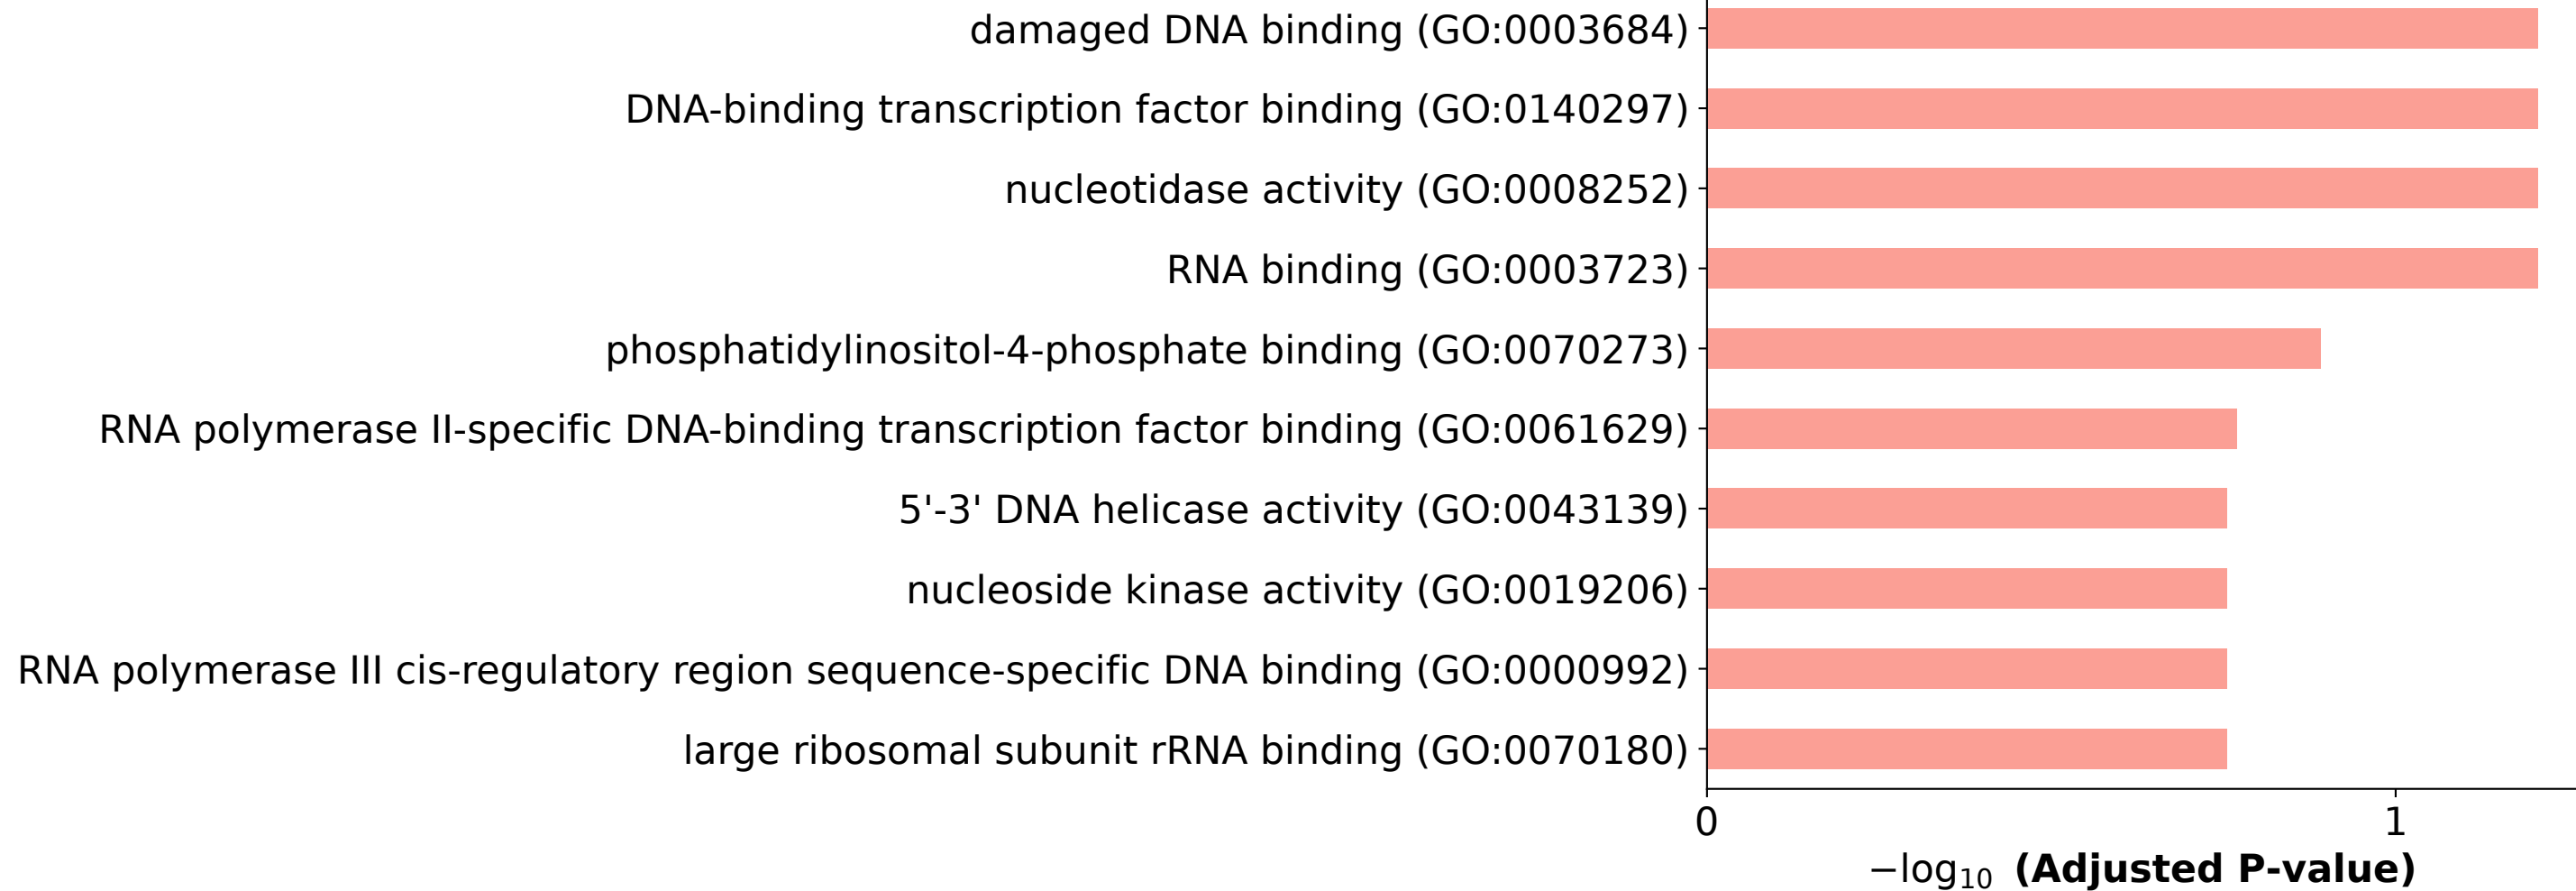 damaged DNA binding (GO:0003684)
DNA-binding transcription factor binding (GO:0140297)
nucleotidase activity (GO:0008252)
RNA binding (GO:0003723)
phosphatidylinositol-4-phosphate binding (GO:0070273)
RNA polymerase II-specific DNA-binding transcription factor binding (GO:0061629)
5'-3' DNA helicase activity (GO:0043139)
nucleoside kinase activity (GO:0019206)
RNA polymerase III cis-regulatory region sequence-specific DNA binding (GO:0000992)
large ribosomal subunit rRNA binding (GO:0070180)
0 1
−log₁₀ (Adjusted P-value)